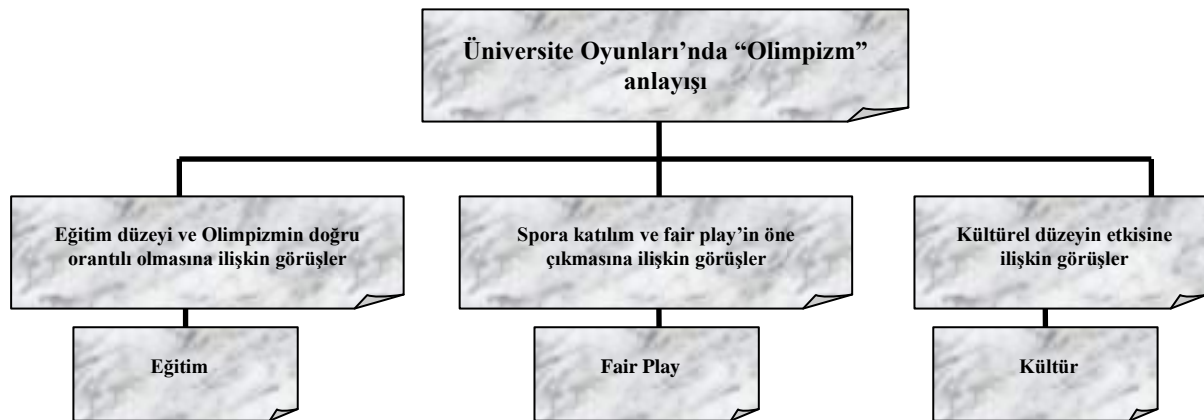 Üniversite Oyunları’nda “Olimpizm”
anlayışı
Eğitim düzeyi ve Olimpizmin doğru
orantılı olmasına ilişkin görüşler
Spora katılım ve fair play’in öne
çıkmasına ilişkin görüşler
Kültürel düzeyin etkisine
ilişkin görüşler
Eğitim
Fair Play
Kültür